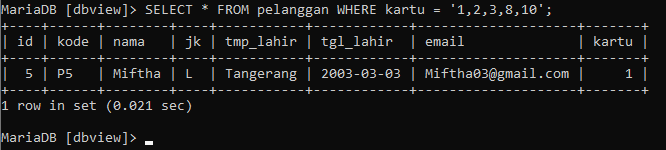 MariaDB [dbview]> SELECT * FROM pelanggan WHERE kartu = '1,2,3,8,10';
+----+------+---------+----+-----------+------------+--------------------+-------+
| id | kode | nama    | jk | tmp_lahir | tgl_lahir  | email              | kartu |
+----+------+---------+----+-----------+------------+--------------------+-------+
|  5 | P5   | Miftha  | L  | Tangerang | 2003-03-03 | Miftha03@gmail.com |     1 |
+----+------+---------+----+-----------+------------+--------------------+-------+
1 row in set (0.021 sec)
MariaDB [dbview]> _